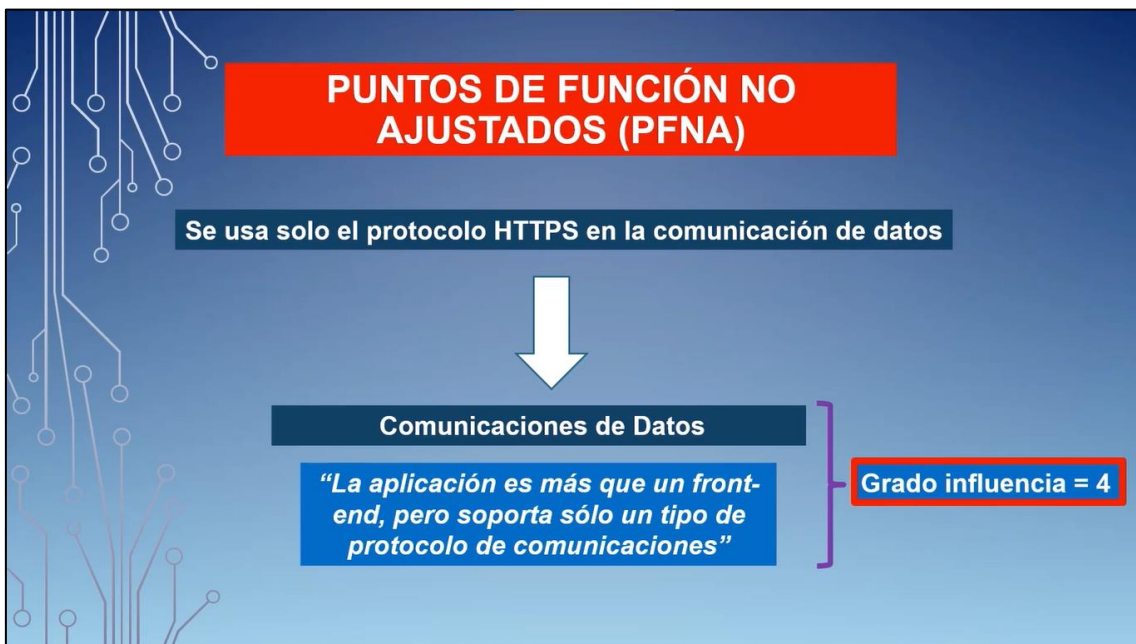 PUNTOS DE FUNCIÓN NO
AJUSTADOS (PFNA)
Se usa solo el protocolo HTTPS en la comunicación de datos
Comunicaciones de Datos
“La aplicación es más que un front-
end, pero soporta sólo un tipo de
protocolo de comunicaciones”
Grado influencia = 4